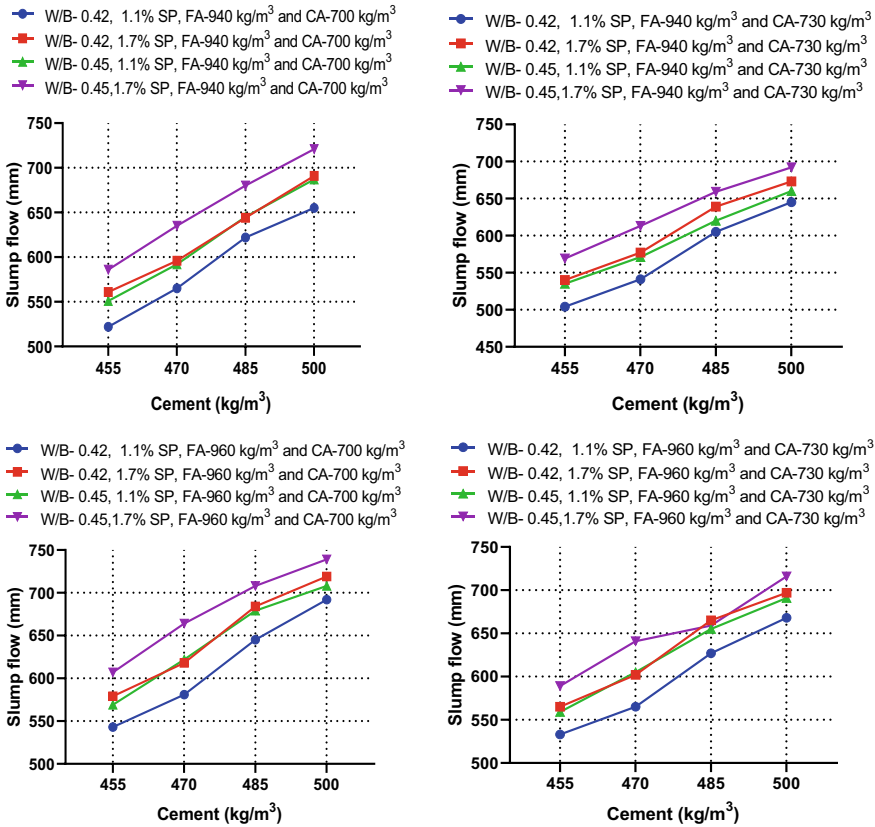 W/B- 0.42, 1.1% SP, FA-940 kg/m³ and CA-700 kg/m³
W/B- 0.42, 1.7% SP, FA-940 kg/m³ and CA-700 kg/m³
W/B- 0.45, 1.1% SP, FA-940 kg/m³ and CA-700 kg/m³
W/B- 0.45,1.7% SP, FA-940 kg/m³ and CA-700 kg/m³
750
700
650
600
550
500
Slump flow (mm)
455 470 485 500
Cement (kg/m³)
W/B- 0.42, 1.1% SP, FA-940 kg/m³ and CA-730 kg/m³
W/B- 0.42, 1.7% SP, FA-940 kg/m³ and CA-730 kg/m³
W/B- 0.45, 1.1% SP, FA-940 kg/m³ and CA-730 kg/m³
W/B- 0.45,1.7% SP, FA-940 kg/m³ and CA-730 kg/m³
750
700
650
600
550
500
450
Slump flow (mm)
455 470 485 500
Cement (kg/m³)
W/B- 0.42, 1.1% SP, FA-960 kg/m³ and CA-700 kg/m³
W/B- 0.42, 1.7% SP, FA-960 kg/m³ and CA-700 kg/m³
W/B- 0.45, 1.1% SP, FA-960 kg/m³ and CA-700 kg/m³
W/B- 0.45,1.7% SP, FA-960 kg/m³ and CA-700 kg/m³
750
700
650
600
550
500
Slump flow (mm)
455 470 485 500
Cement (kg/m³)
W/B- 0.42, 1.1% SP, FA-960 kg/m³ and CA-730 kg/m³
W/B- 0.42, 1.7% SP, FA-960 kg/m³ and CA-730 kg/m³
W/B- 0.45, 1.1% SP, FA-960 kg/m³ and CA-730 kg/m³
W/B- 0.45,1.7% SP, FA-960 kg/m³ and CA-730 kg/m³
750
700
650
600
550
500
Slump flow (mm)
455 470 485 500
Cement (kg/m³)